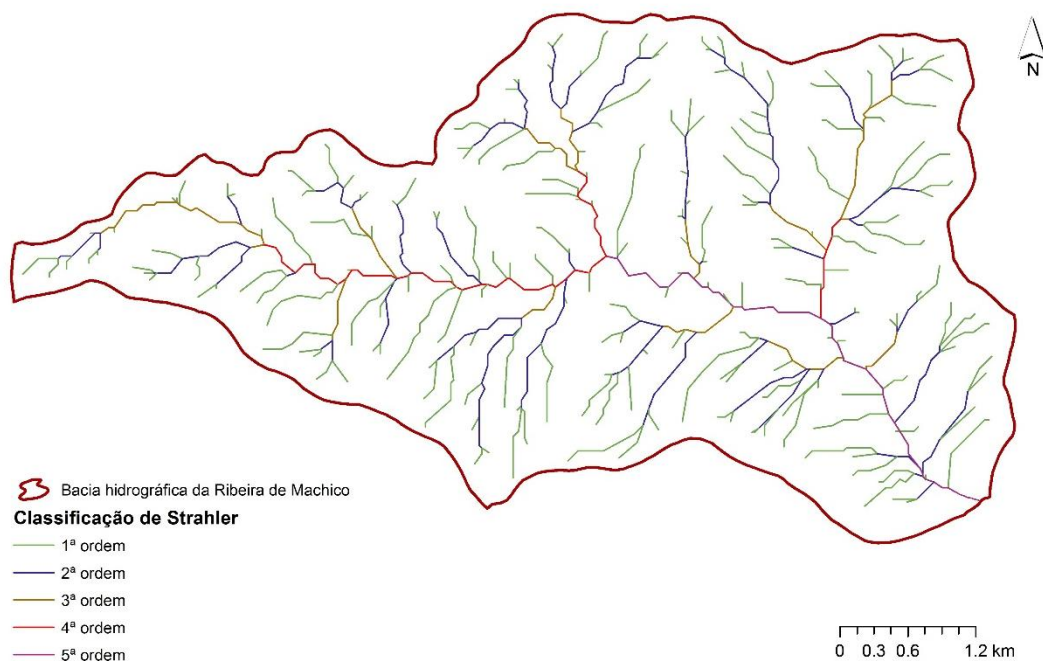 N
Bacia hidrográfica da Ribeira de Machico
Classificação de Strahler
1ª ordem
2ª ordem
3ª ordem
4ª ordem
5ª ordem
0 0.3 0.6 1.2 km